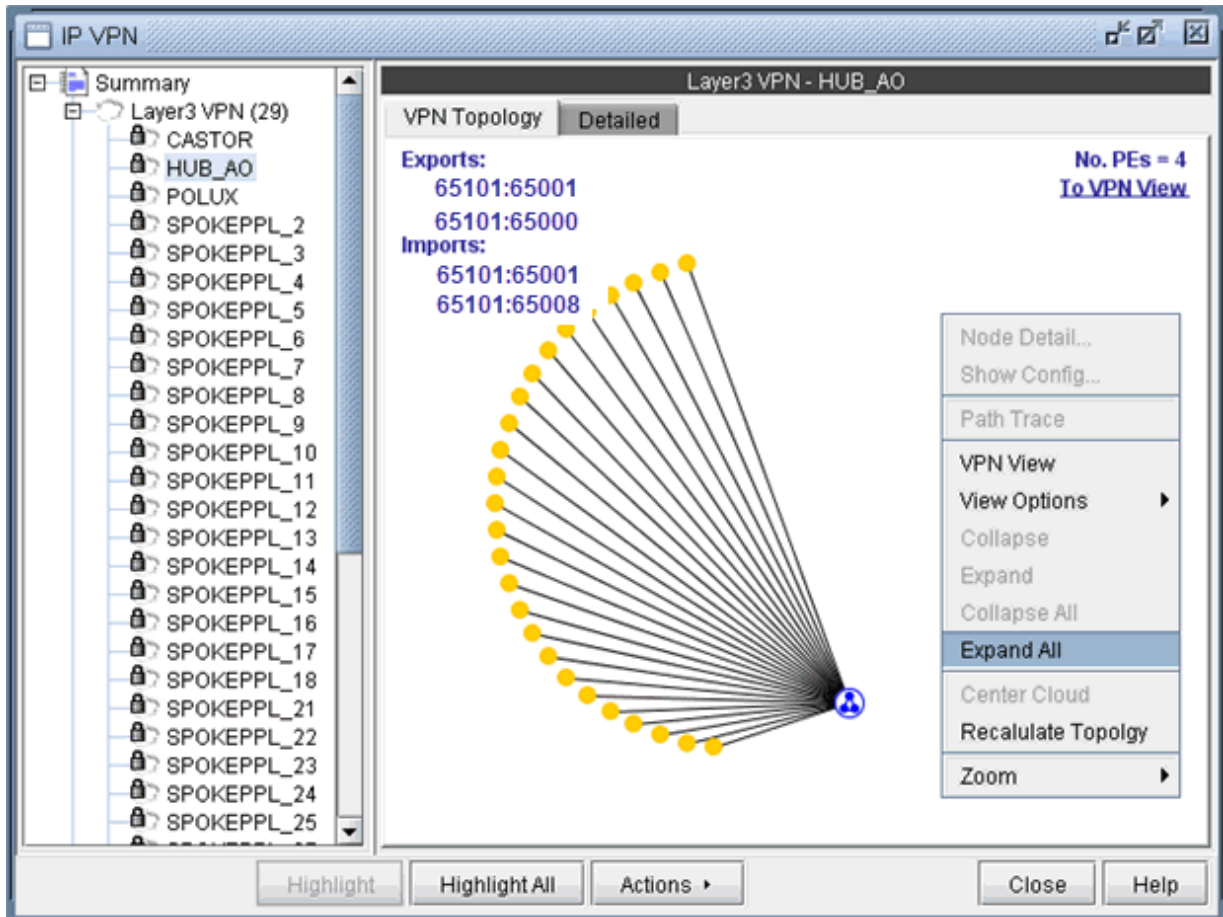 IP VPN
Summary
Layer3 VPN (29)
CASTOR
HUB_AO
POLUX
SPOKEPPL_2
SPOKEPPL_3
SPOKEPPL_4
SPOKEPPL_5
SPOKEPPL_6
SPOKEPPL_7
SPOKEPPL_8
SPOKEPPL_9
SPOKEPPL_10
SPOKEPPL_11
SPOKEPPL_12
SPOKEPPL_13
SPOKEPPL_14
SPOKEPPL_15
SPOKEPPL_16
SPOKEPPL_17
SPOKEPPL_18
SPOKEPPL_21
SPOKEPPL_22
SPOKEPPL_23
SPOKEPPL_24
SPOKEPPL_25
Layer3 VPN - HUB_AO
VPN Topology Detailed
Exports:
65101:65001
65101:65000
Imports:
65101:65001
65101:65008
No. PEs = 4
To VPN View
Node Detail...
Show Config...
Path Trace
VPN View
View Options
Collapse
Expand
Collapse All
Expand All
Center Cloud
Recalulate Topolgy
Zoom
Highlight Highlight All Actions Close Help